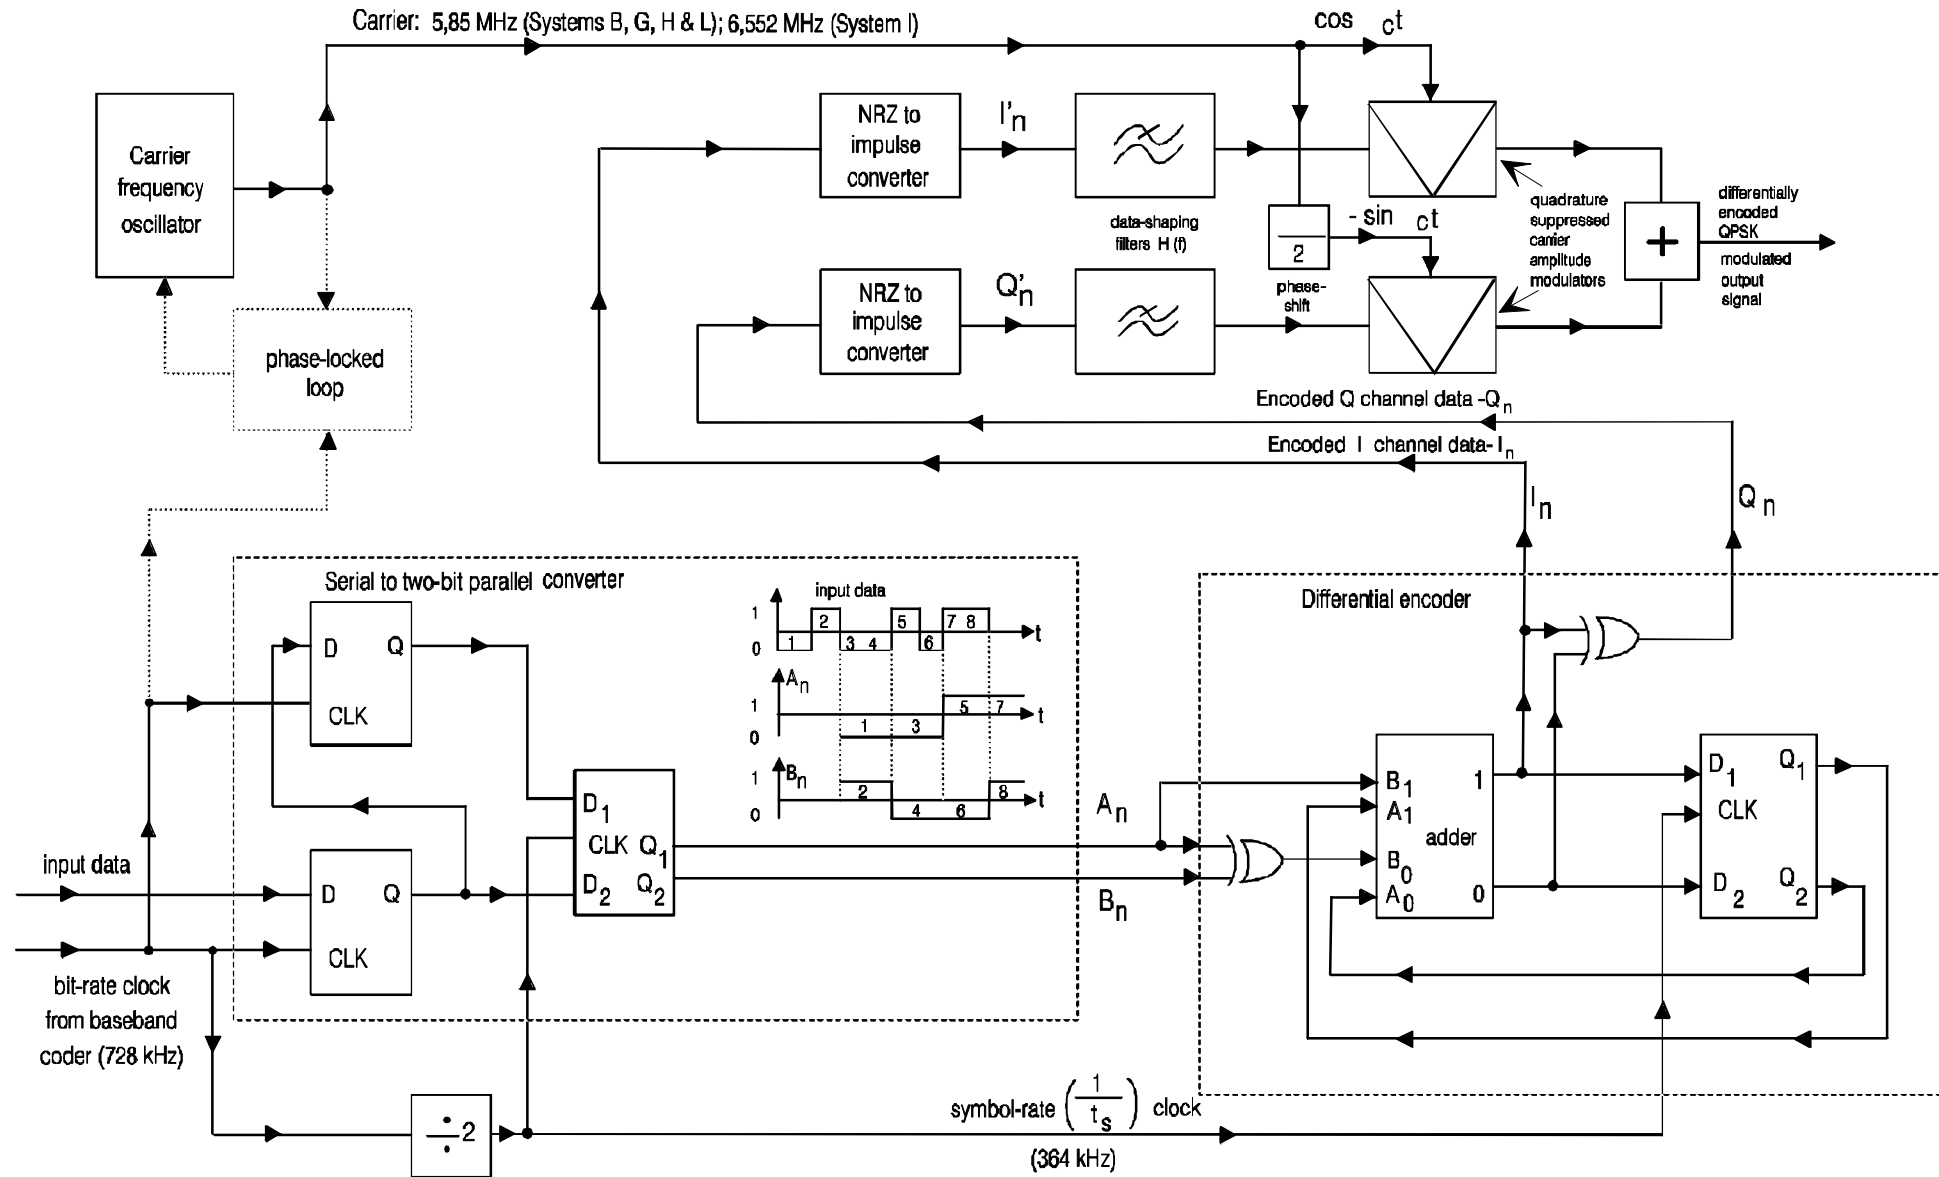 Carrier: 5,85 MHz (Systems B, G, H & L); 6,552 MHz (System I)
cos ct
Carrier
frequency
oscillator
NRZ to
impulse
converter
I'n
data-shaping
filters H (f)
2
phase-
shift
- sin ct
quadrature
suppressed
carrier
amplitude
modulators
+
differentially
encoded
QPSK
modulated
output
signal
NRZ to
impulse
converter
Q'n
phase-locked
loop
Encoded Q channel data -Qn
Encoded I channel data- In
In
Qn
Serial to two-bit parallel converter
D Q
CLK
input data
1
0
1 2 3 4 5 6 7 8
t
An
1
0
1 3 5 7
t
Bn
1
0
2 4 6 8
t
D1
CLK Q1
D2 Q2
input data
D Q
CLK
bit-rate clock
from baseband
coder (728 kHz)
÷2
An
Bn
Differential encoder
B1 1
A1
adder
B0
A0 0
D1 Q1
CLK
D2 Q2
symbol-rate (1/ts) clock
(364 kHz)